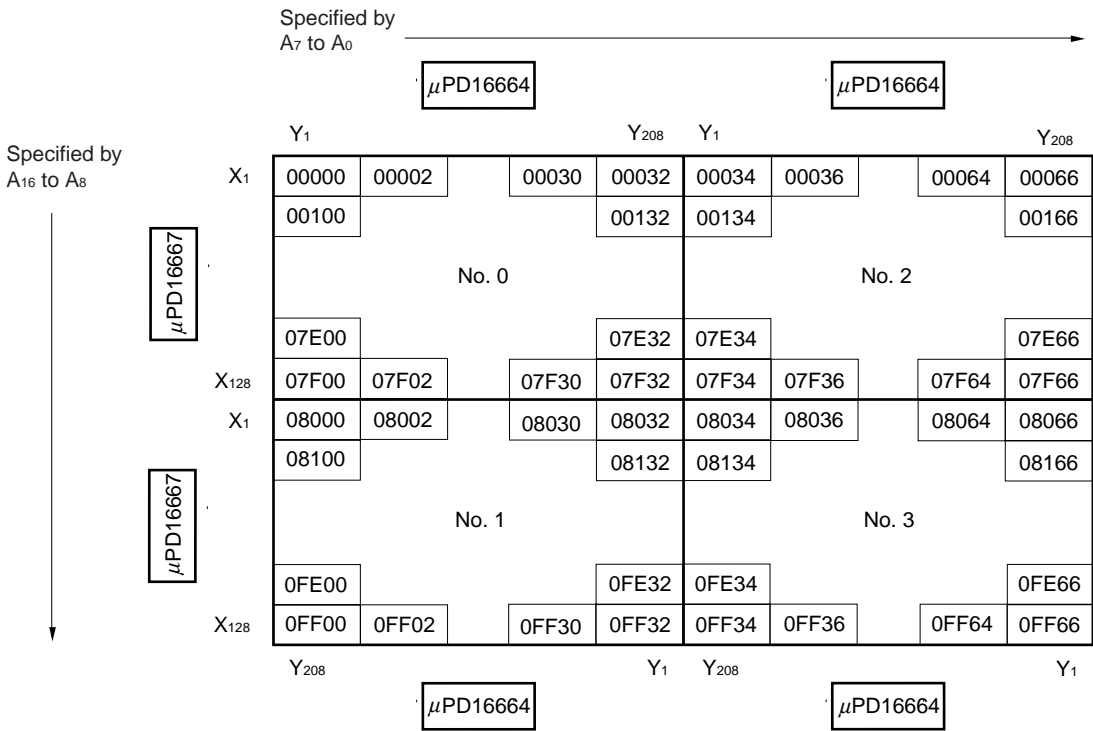 Specified by
A7 to A0
μPD16664 μPD16664
Y1 Y208 Y1 Y208
Specified by
A16 to A8
X1 00000 00002 00030 00032 00034 00036 00064 00066
00100 00132 00134 00166
μPD16667
No. 0 No. 2
07E00 07E32 07E34 07E66
X128 07F00 07F02 07F30 07F32 07F34 07F36 07F64 07F66
X1 08000 08002 08030 08032 08034 08036 08064 08066
08100 08132 08134 08166
μPD16667
No. 1 No. 3
0FE00 0FE32 0FE34 0FE66
X128 0FF00 0FF02 0FF30 0FF32 0FF34 0FF36 0FF64 0FF66
Y208 Y1 Y208 Y1
μPD16664 μPD16664